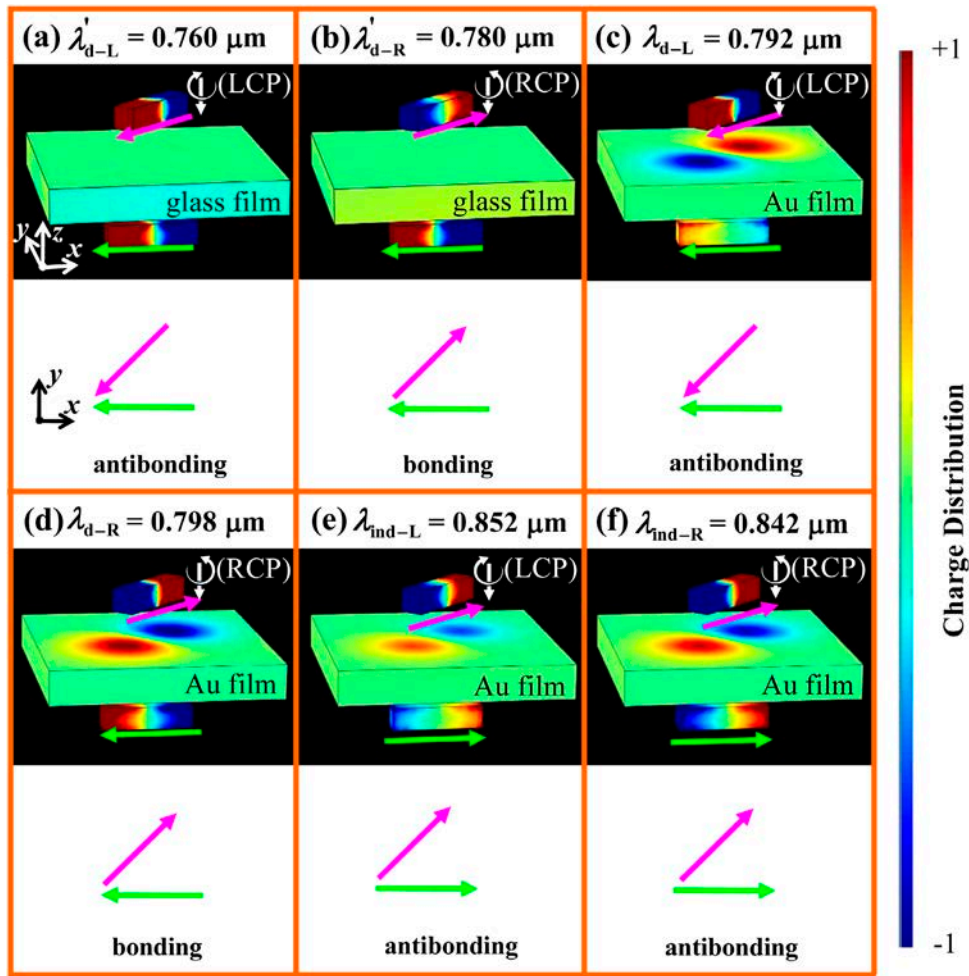 (a) λ'd−L = 0.760 μm
(b) λ'd−R = 0.780 μm
(c) λd−L = 0.792 μm
+1
(LCP)
(RCP)
(LCP)
glass film
glass film
Au film
y z x
y
x
antibonding
bonding
antibonding
(d) λd−R = 0.798 μm
(e) λind−L = 0.852 μm
(f) λind−R = 0.842 μm
(RCP)
(LCP)
(RCP)
Au film
Au film
Au film
bonding
antibonding
antibonding
-1
Charge Distribution